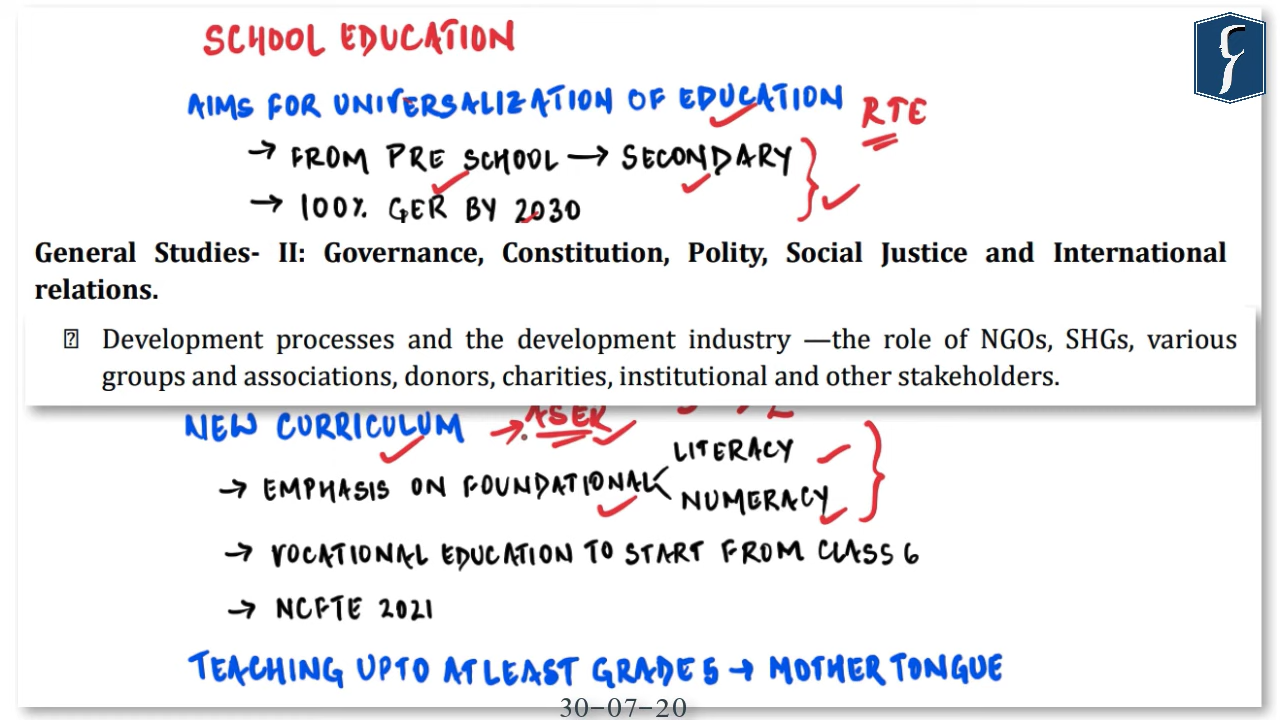 SCHOOL EDUCATION
AIMS FOR UNIVERSALIZATION OF EDUCATION
RTE
→ FROM PRE SCHOOL → SECONDARY
→ 100% GER BY 2030
General Studies- II: Governance, Constitution, Polity, Social Justice and International
relations.
Development processes and the development industry —the role of NGOs, SHGs, various
groups and associations, donors, charities, institutional and other stakeholders.
NEW CURRICULUM → ASER
LITERACY
→ EMPHASIS ON FOUNDATIONAL
NUMERACY
→ VOCATIONAL EDUCATION TO START FROM CLASS 6
→ NCFTE 2021
TEACHING UPTO ATLEAST GRADE 5 → MOTHER TONGUE
30-07-20